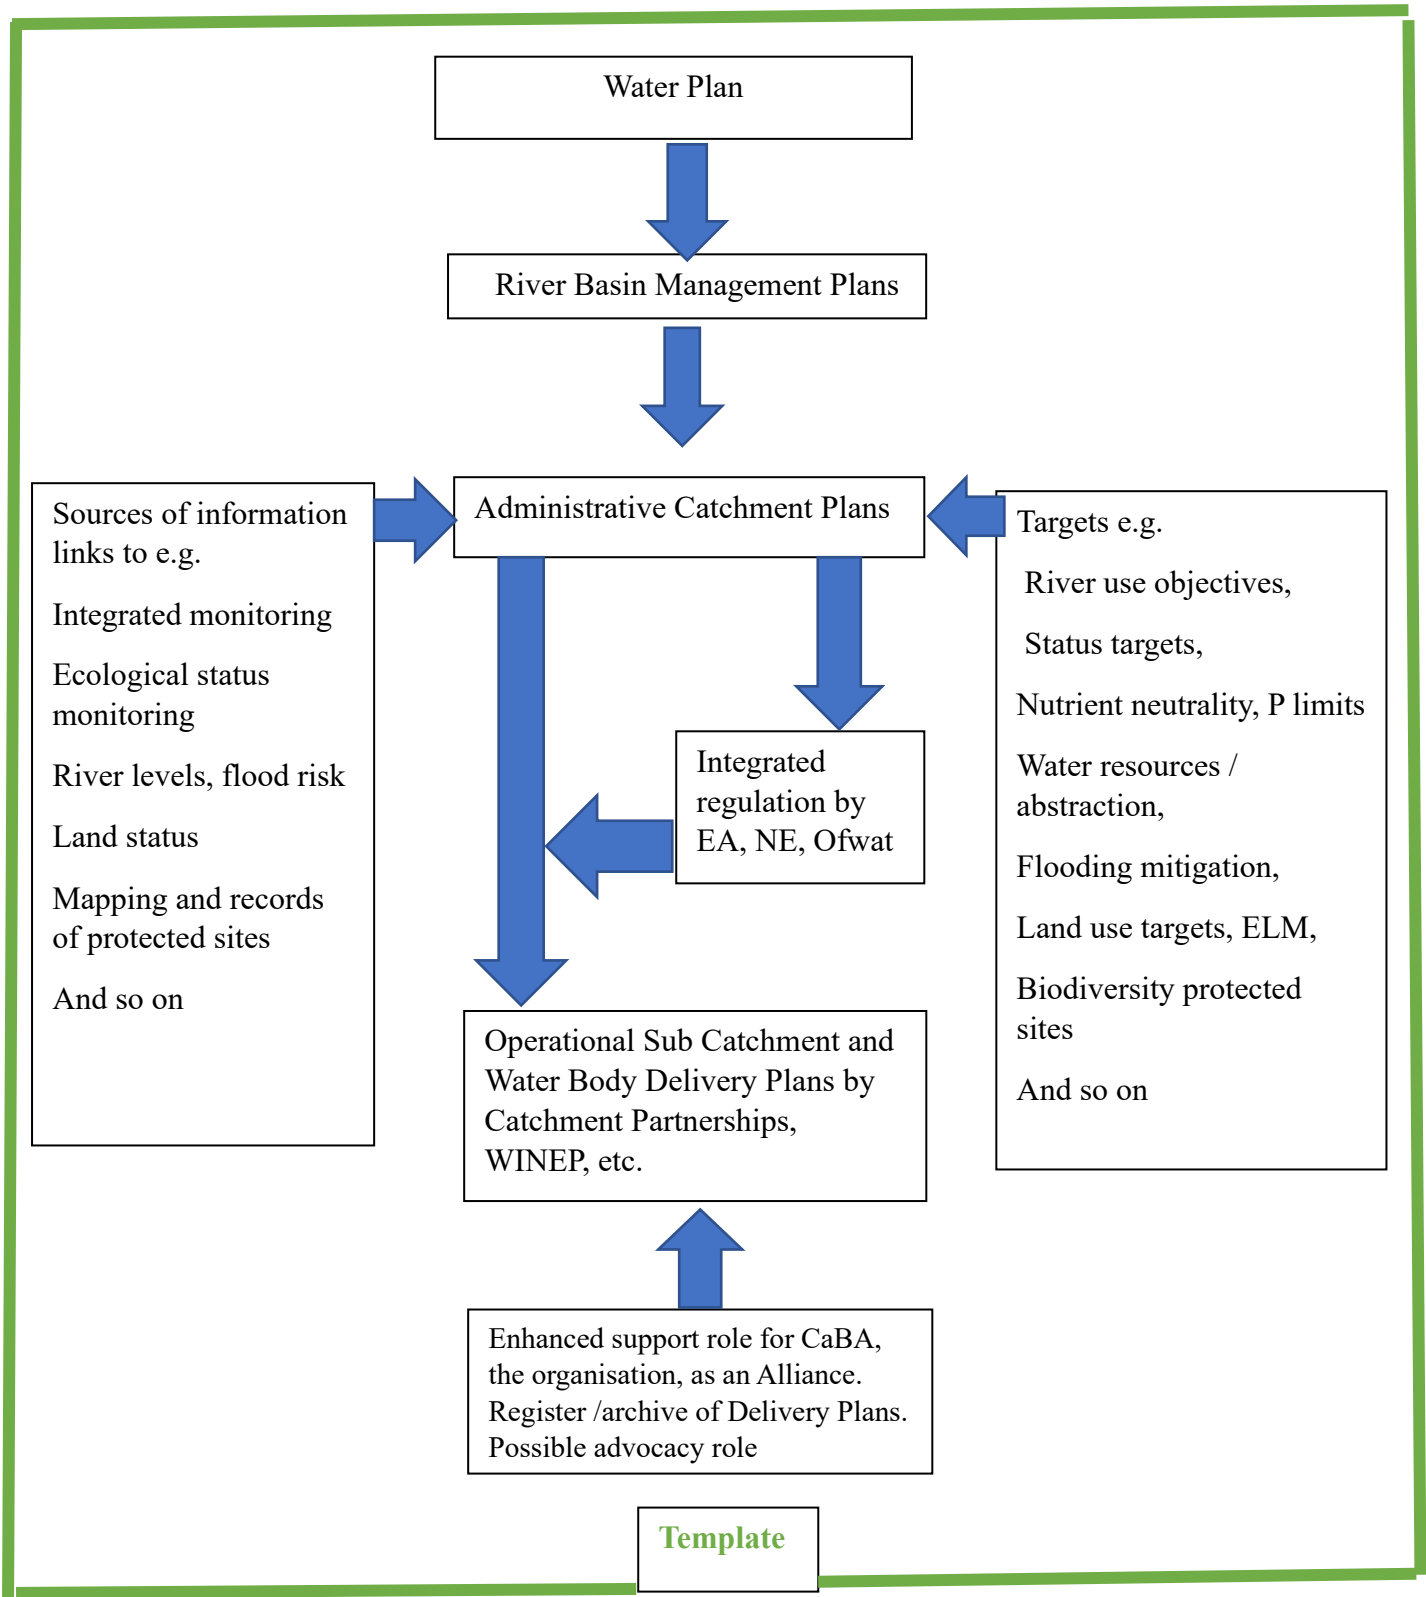 Water Plan
River Basin Management Plans
Administrative Catchment Plans
Sources of information
links to e.g.
Integrated monitoring
Ecological status
monitoring
River levels, flood risk
Land status
Mapping and records
of protected sites
And so on
Targets e.g.
River use objectives,
Status targets,
Nutrient neutrality, P limits
Water resources /
abstraction,
Flooding mitigation,
Land use targets, ELM,
Biodiversity protected
sites
And so on
Integrated
regulation by
EA, NE, Ofwat
Operational Sub Catchment and
Water Body Delivery Plans by
Catchment Partnerships,
WINEP, etc.
Enhanced support role for CaBA,
the organisation, as an Alliance.
Register /archive of Delivery Plans.
Possible advocacy role
Template